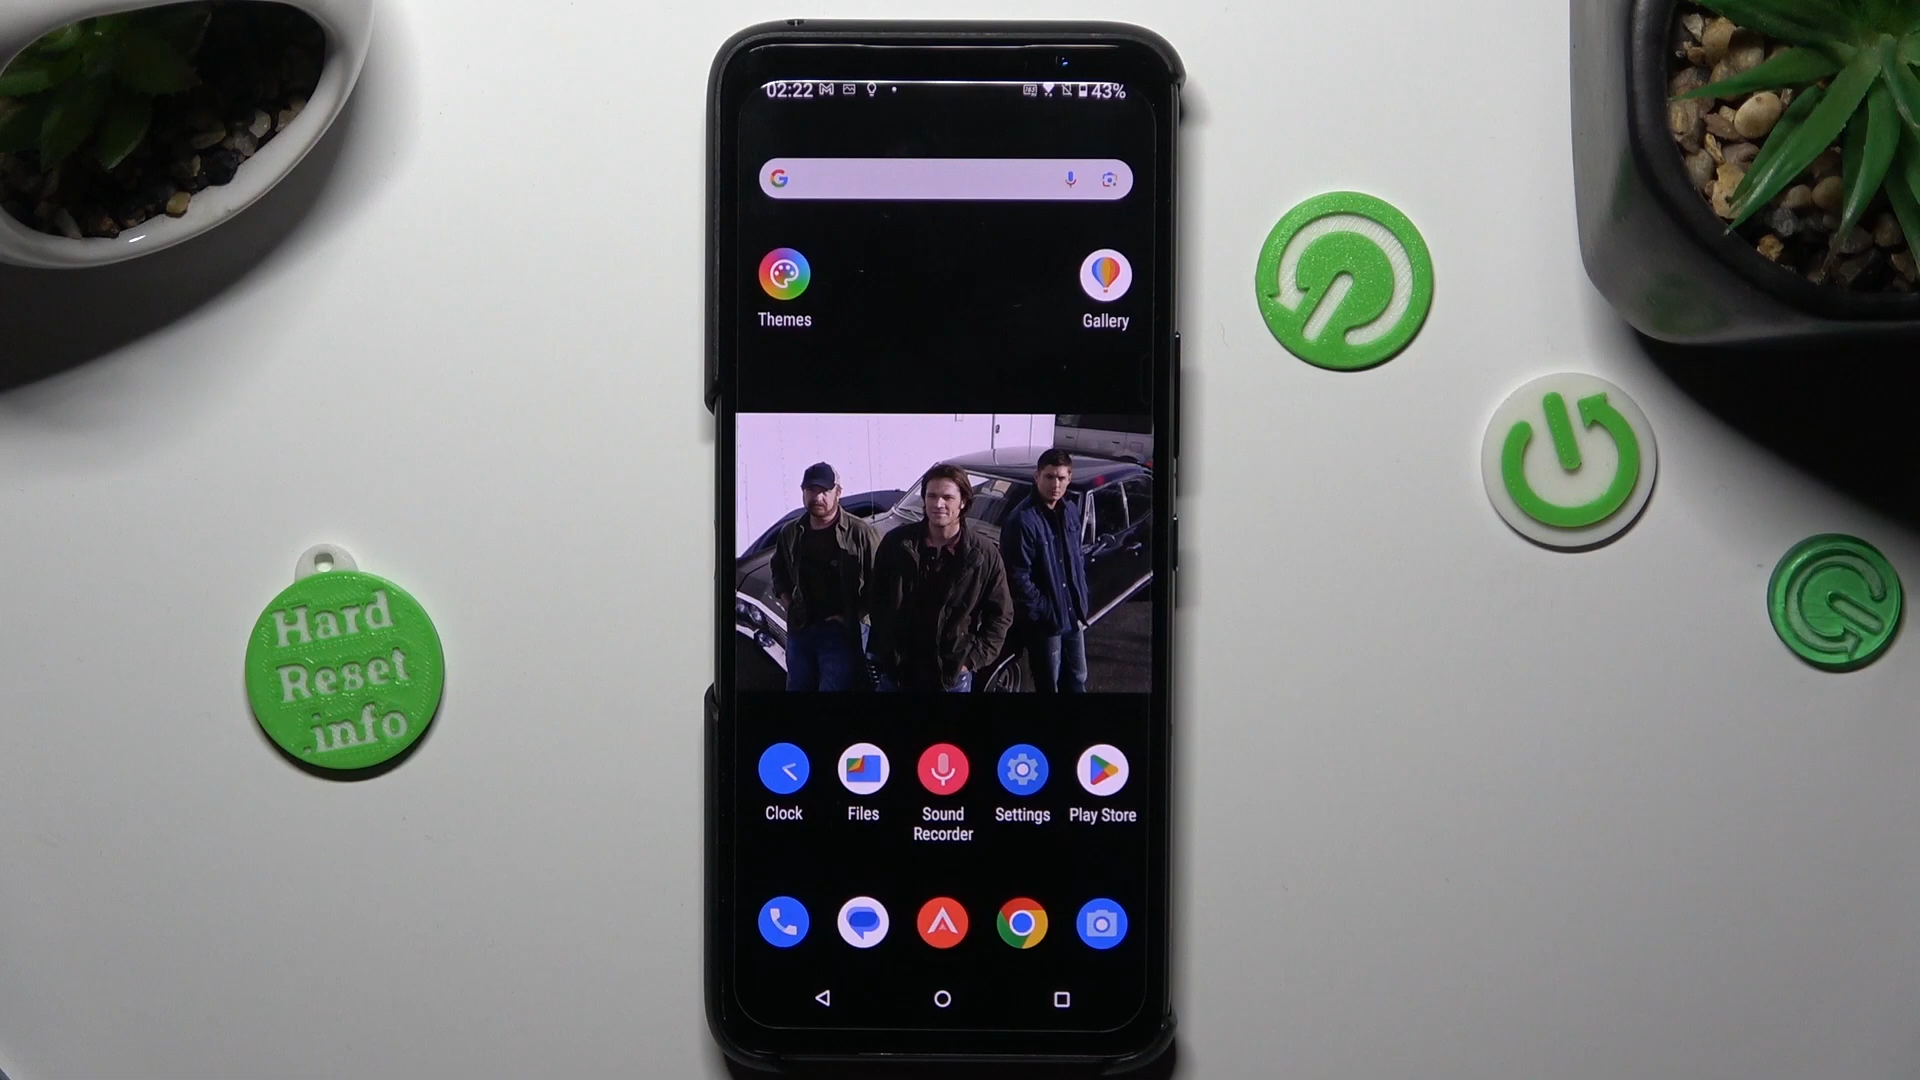 02:22
43%
Themes
Gallery
Hard
Reset
.info
Clock
Files
Sound
Recorder
Settings
Play Store